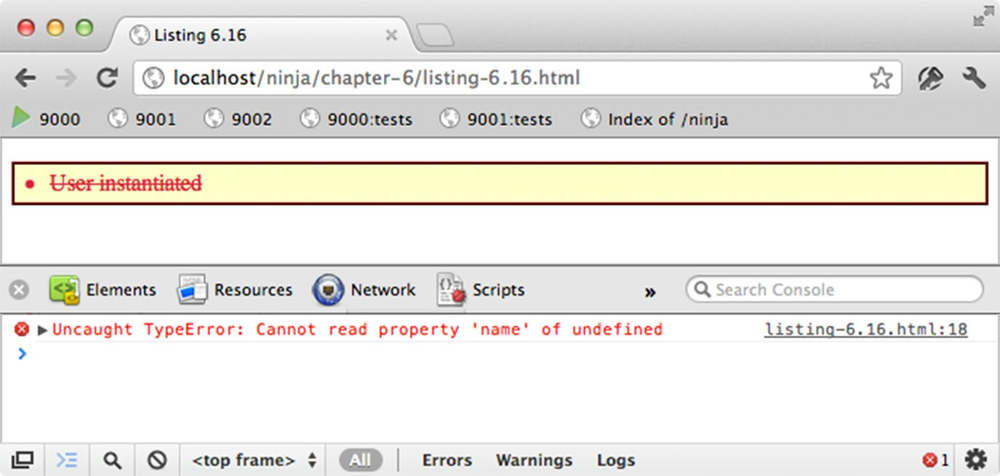 Listing 6.16
localhost/ninja/chapter-6/listing-6.16.html
9000 9001 9002 9000:tests 9001:tests Index of /ninja
• User instantiated
Elements Resources Network Scripts » Search Console
Uncaught TypeError: Cannot read property 'name' of undefined listing-6.16.html:18
<top frame> All Errors Warnings Logs 1